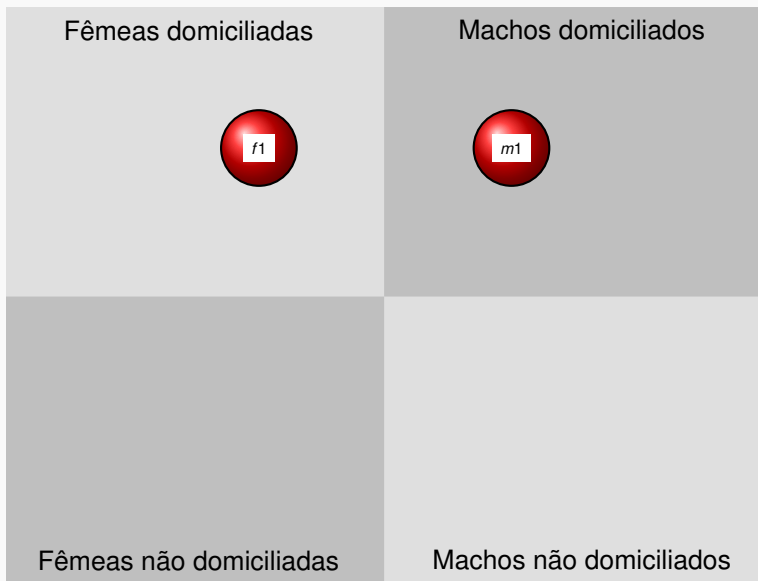 Fêmeas domiciliadas
Machos domiciliados
f1
m1
Fêmeas não domiciliadas
Machos não domiciliados